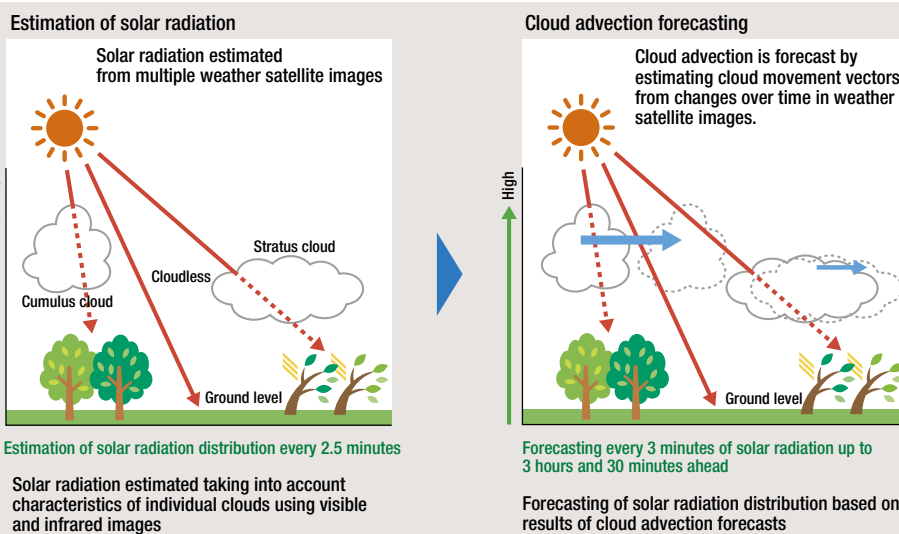 Estimation of solar radiation
Solar radiation estimated
from multiple weather satellite images
Stratus cloud
Cloudless
Cumulus cloud
Ground level
Estimation of solar radiation distribution every 2.5 minutes
Solar radiation estimated taking into account
characteristics of individual clouds using visible
and infrared images
Cloud advection forecasting
Cloud advection is forecast by
estimating cloud movement vectors
from changes over time in weather
satellite images.
High
Ground level
Forecasting every 3 minutes of solar radiation up to
3 hours and 30 minutes ahead
Forecasting of solar radiation distribution based on
results of cloud advection forecasts